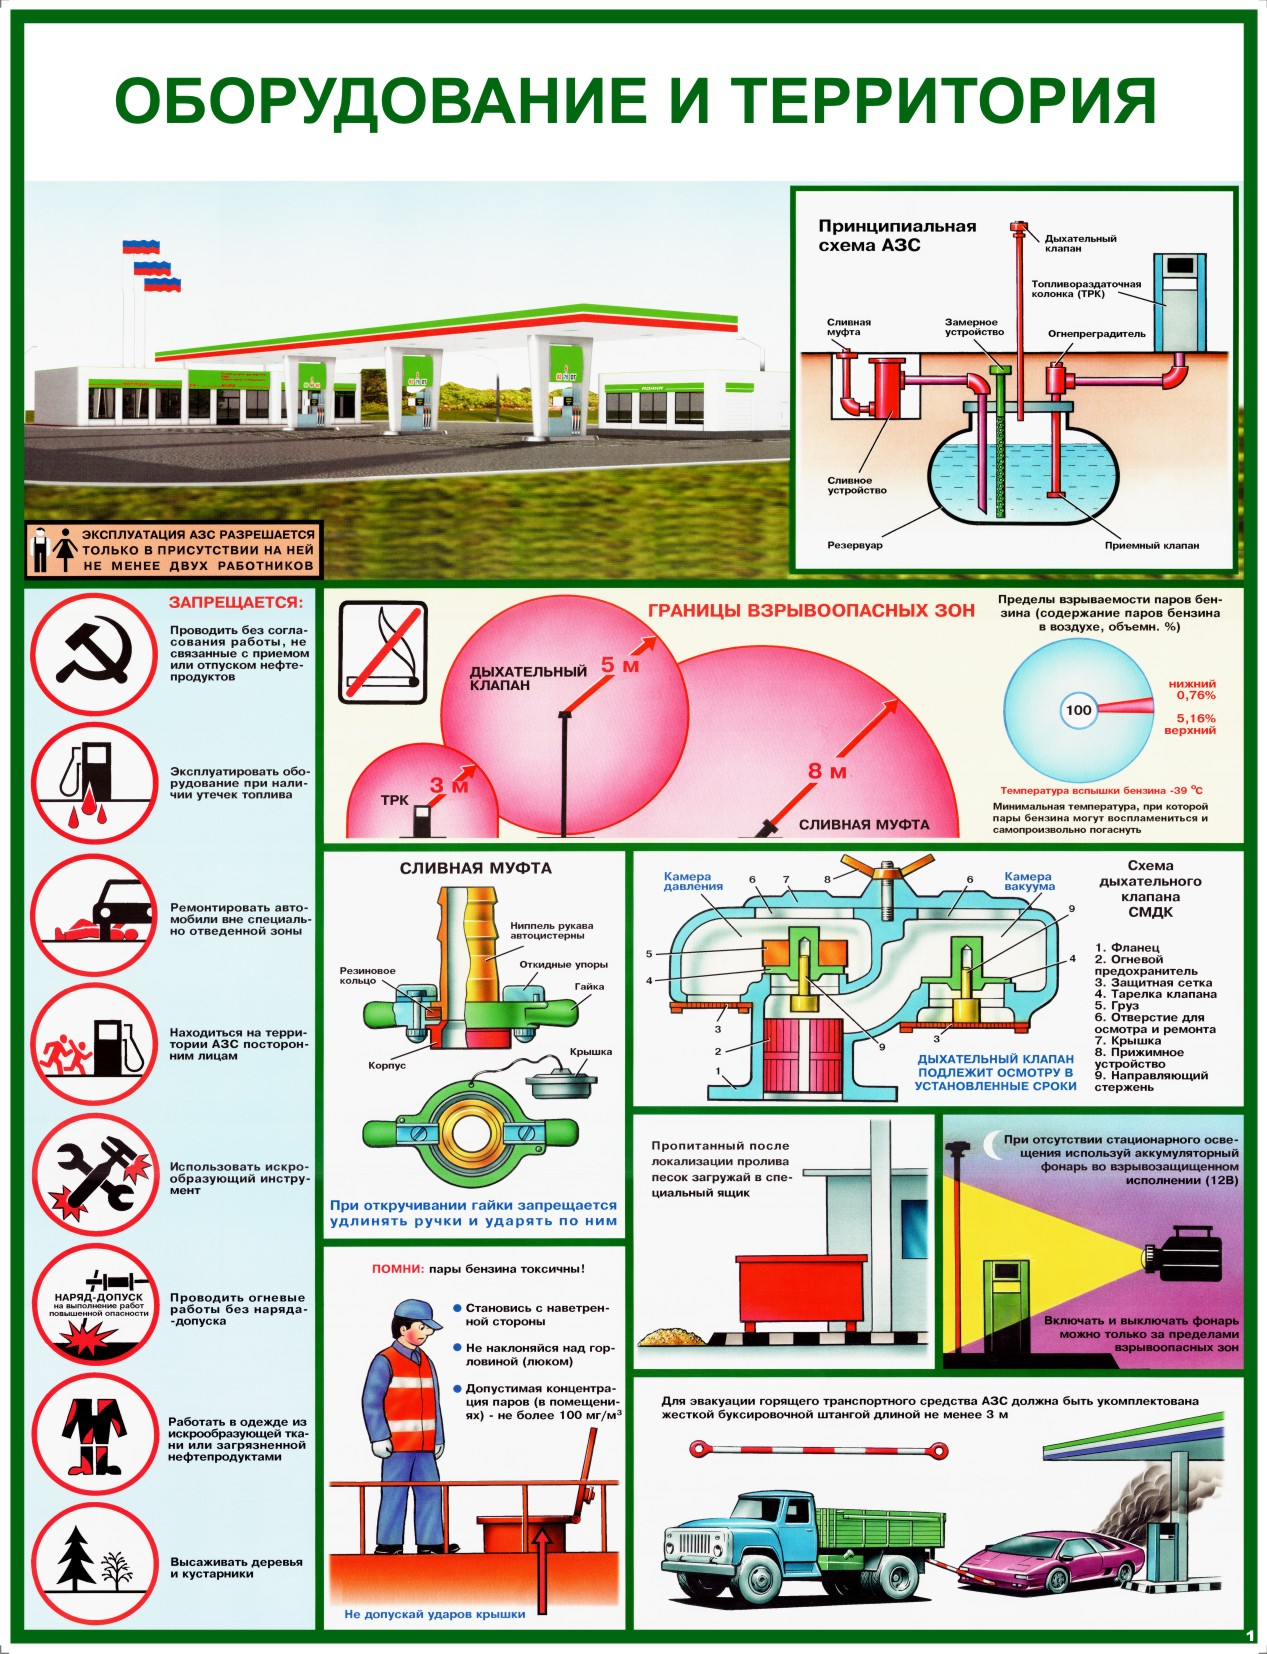 ОБОРУДОВАНИЕ И ТЕРРИТОРИЯ
Принципиальная
схема АЗС
Дыхательный
клапан
Топливораздаточная
колонка (ТРК)
Сливная
муфта
Замерное
устройство
Огнепреградитель
Сливное
устройство
Резервуар
Приемный клапан
ЭКСПЛУАТАЦИЯ АЗС РАЗРЕШАЕТСЯ
ТОЛЬКО В ПРИСУТСТВИИ НА НЕЙ
НЕ МЕНЕЕ ДВУХ РАБОТНИКОВ
ЗАПРЕЩАЕТСЯ:
Проводить без согла-
сования работы, не
связанные с приемом
или отпуском нефте-
продуктов
Эксплуатировать обо-
рудование при нали-
чии утечек топлива
Ремонтировать авто-
мобили вне специаль-
но отведенной зоны
Находиться на терри-
тории АЗС посторон-
ним лицам
Использовать искро-
образующий инстру-
мент
НАРЯД-ДОПУСК
на выполнение работ
повышенной опасности
Проводить огневые
работы без наряда-
-допуска
Работать в одежде из
искрообразующей тка-
ни или загрязненной
нефтепродуктами
Высаживать деревья
и кустарники
ГРАНИЦЫ ВЗРЫВООПАСНЫХ ЗОН
ДЫХАТЕЛЬНЫЙ
КЛАПАН
5 м
ТРК
3 м
8 м
СЛИВНАЯ МУФТА
Пределы взрываемости паров бен-
зина (содержание паров бензина
в воздухе, объемн. %)
100
нижний
0,76%
5,16%
верхний
Температура вспышки бензина -39 °С
Минимальная температура, при которой
пары бензина могут воспламениться и
самопроизвольно погаснуть
СЛИВНАЯ МУФТА
Ниппель рукава
автоцистерны
Резиновое
кольцо
Откидные упоры
Гайка
Корпус
Крышка
При откручивании гайки запрещается
удлинять ручки и ударять по ним
Камера
давления
6
7
8
6
Камера
вакуума
9
5
4
4
3
3
2
9
1
ДЫХАТЕЛЬНЫЙ КЛАПАН
ПОДЛЕЖИТ ОСМОТРУ В
УСТАНОВЛЕННЫЕ СРОКИ
Схема
дыхательного
клапана
СМДК
1. Фланец
2. Огневой
предохранитель
3. Защитная сетка
4. Тарелка клапана
5. Груз
6. Отверстие для
осмотра и ремонта
7. Крышка
8. Прижимное
устройство
9. Направляющий
стержень
Пропитанный после
локализации пролива
песок загружай в спе-
циальный ящик
При отсутствии стационарного осве-
щения используй аккумуляторный
фонарь во взрывозащищенном
исполнении (12В)
Включать и выключать фонарь
можно только за пределами
взрывоопасных зон
ПОМНИ: пары бензина токсичны!
Становись с наветрен-
ной стороны
Не наклоняйся над гор-
ловиной (люком)
Допустимая концентра-
ция паров (в помещени-
ях) - не более 100 мг/м³
Не допускай ударов крышки
Для эвакуации горящего транспортного средства АЗС должна быть укомплектована
жесткой буксировочной штангой длиной не менее 3 м
1